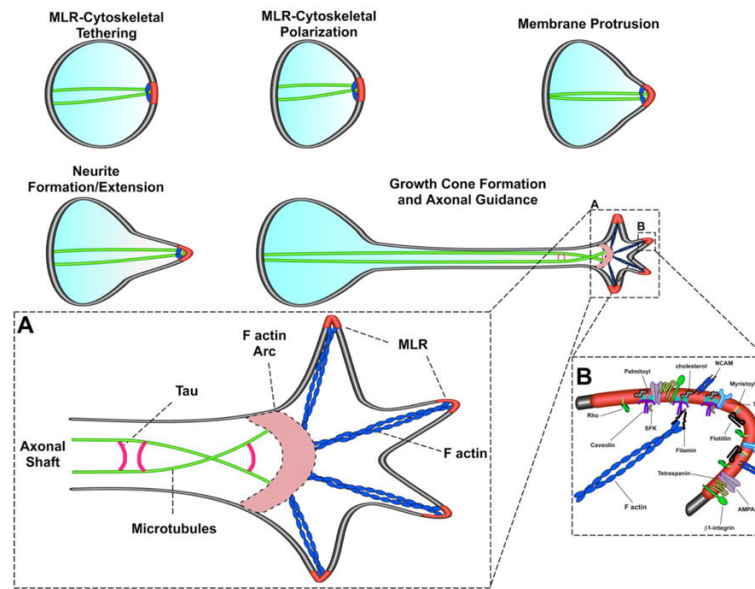 MLR-Cytoskeletal
Tethering
MLR-Cytoskeletal
Polarization
Membrane Protrusion
Neurite
Formation/Extension
Growth Cone Formation
and Axonal Guidance
A
B
A
F actin
Arc
MLR
Tau
Axonal
Shaft
F actin
Microtubules
B
Palmitoyl
cholesterol
NCAM
Myristoyl
Rho
SFK
Flotillin
Caveolin
Filamin
Tetraspanin
F actin
AMPA
β1-integrin